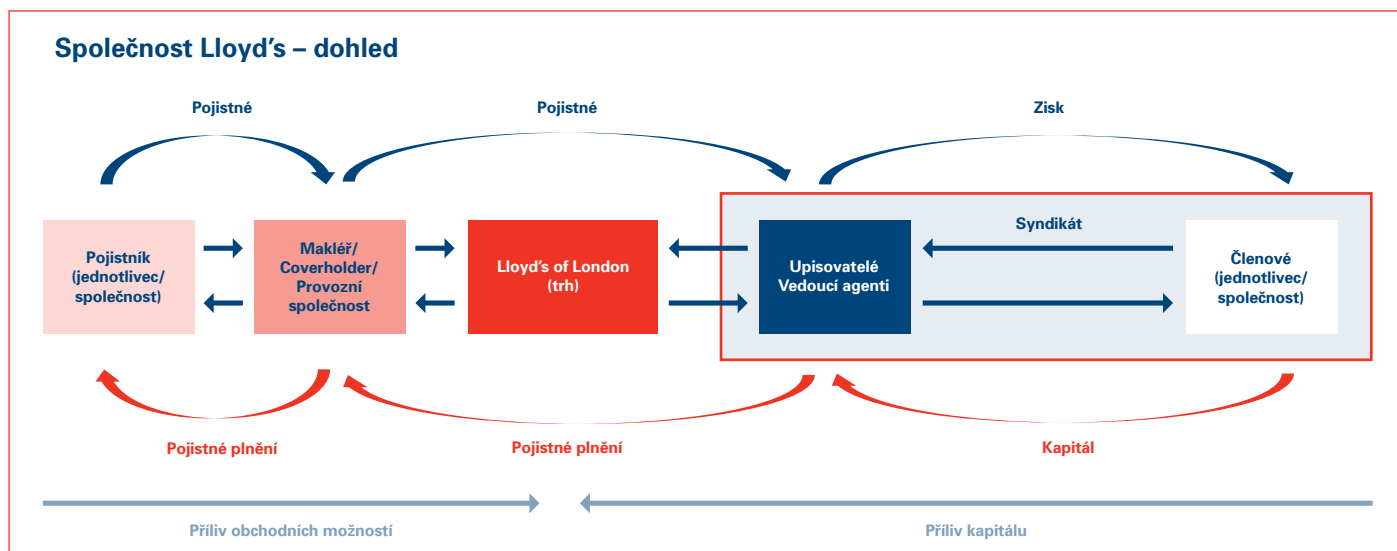 Společnost Lloyd's – dohled
Pojistné
Pojistné
Zisk
Pojistník
(jednotlivec/
společnost)
Makléř/
Coverholder/
Provozní
společnost
Lloyd's of London
(trh)
Upisovatelé
Vedoucí agenti
Syndikát
Členové
(jednotlivec/
společnost)
Pojistné plnění
Pojistné plnění
Kapitál
Příliv obchodních možností
Příliv kapitálu